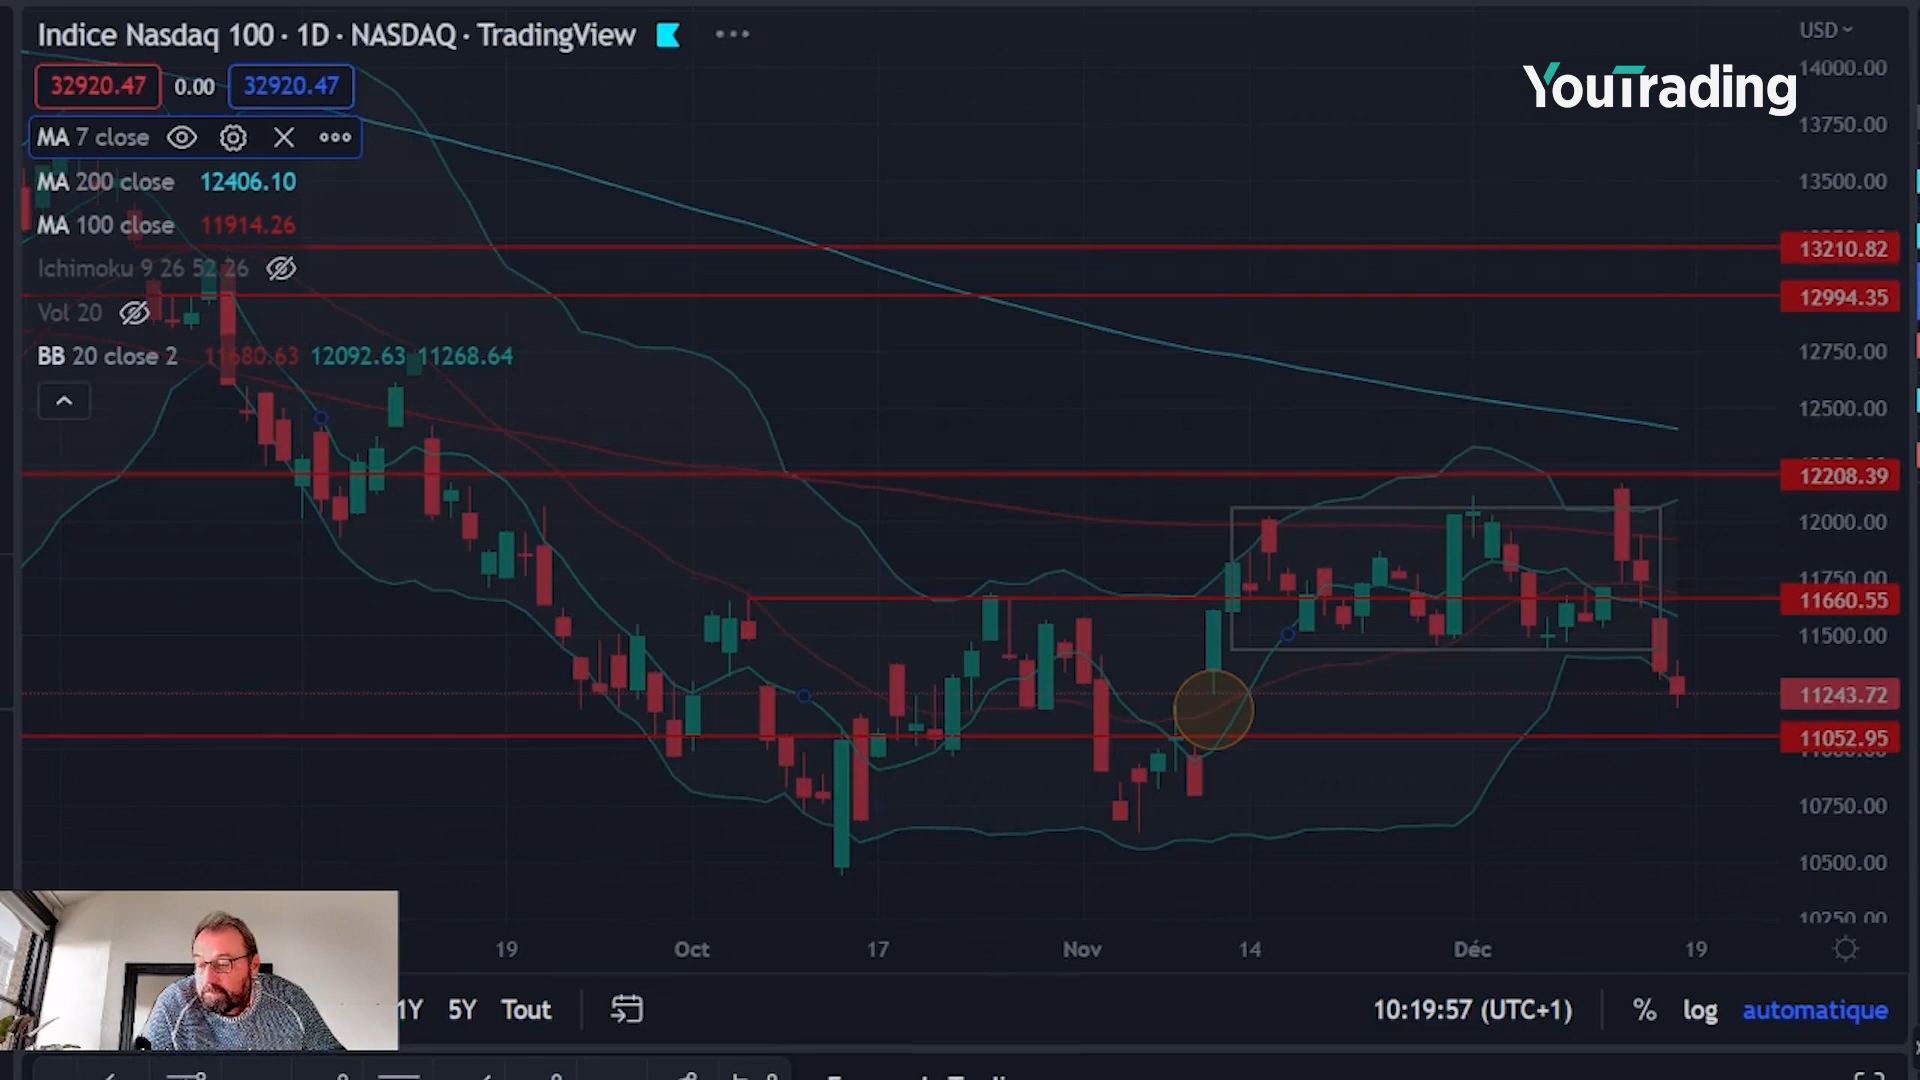 Indice Nasdaq 100 · 1D · NASDAQ · TradingView
USD
YouTrading
32920.47 0.00 32920.47
MA 7 close
MA 200 close 12406.10
MA 100 close 11914.26
Ichimoku 9 26 52 26
Vol 20
BB 20 close 2 11680.63 12092.63 11268.64
14000.00
13750.00
13500.00
13210.82
12994.35
12750.00
12500.00
12208.39
12000.00
11750.00
11660.55
11500.00
11243.72
11052.95
10750.00
10500.00
10250.00
19 Oct 17 Nov 14 Déc 19
1Y 5Y Tout
10:19:57 (UTC+1) % log automatique